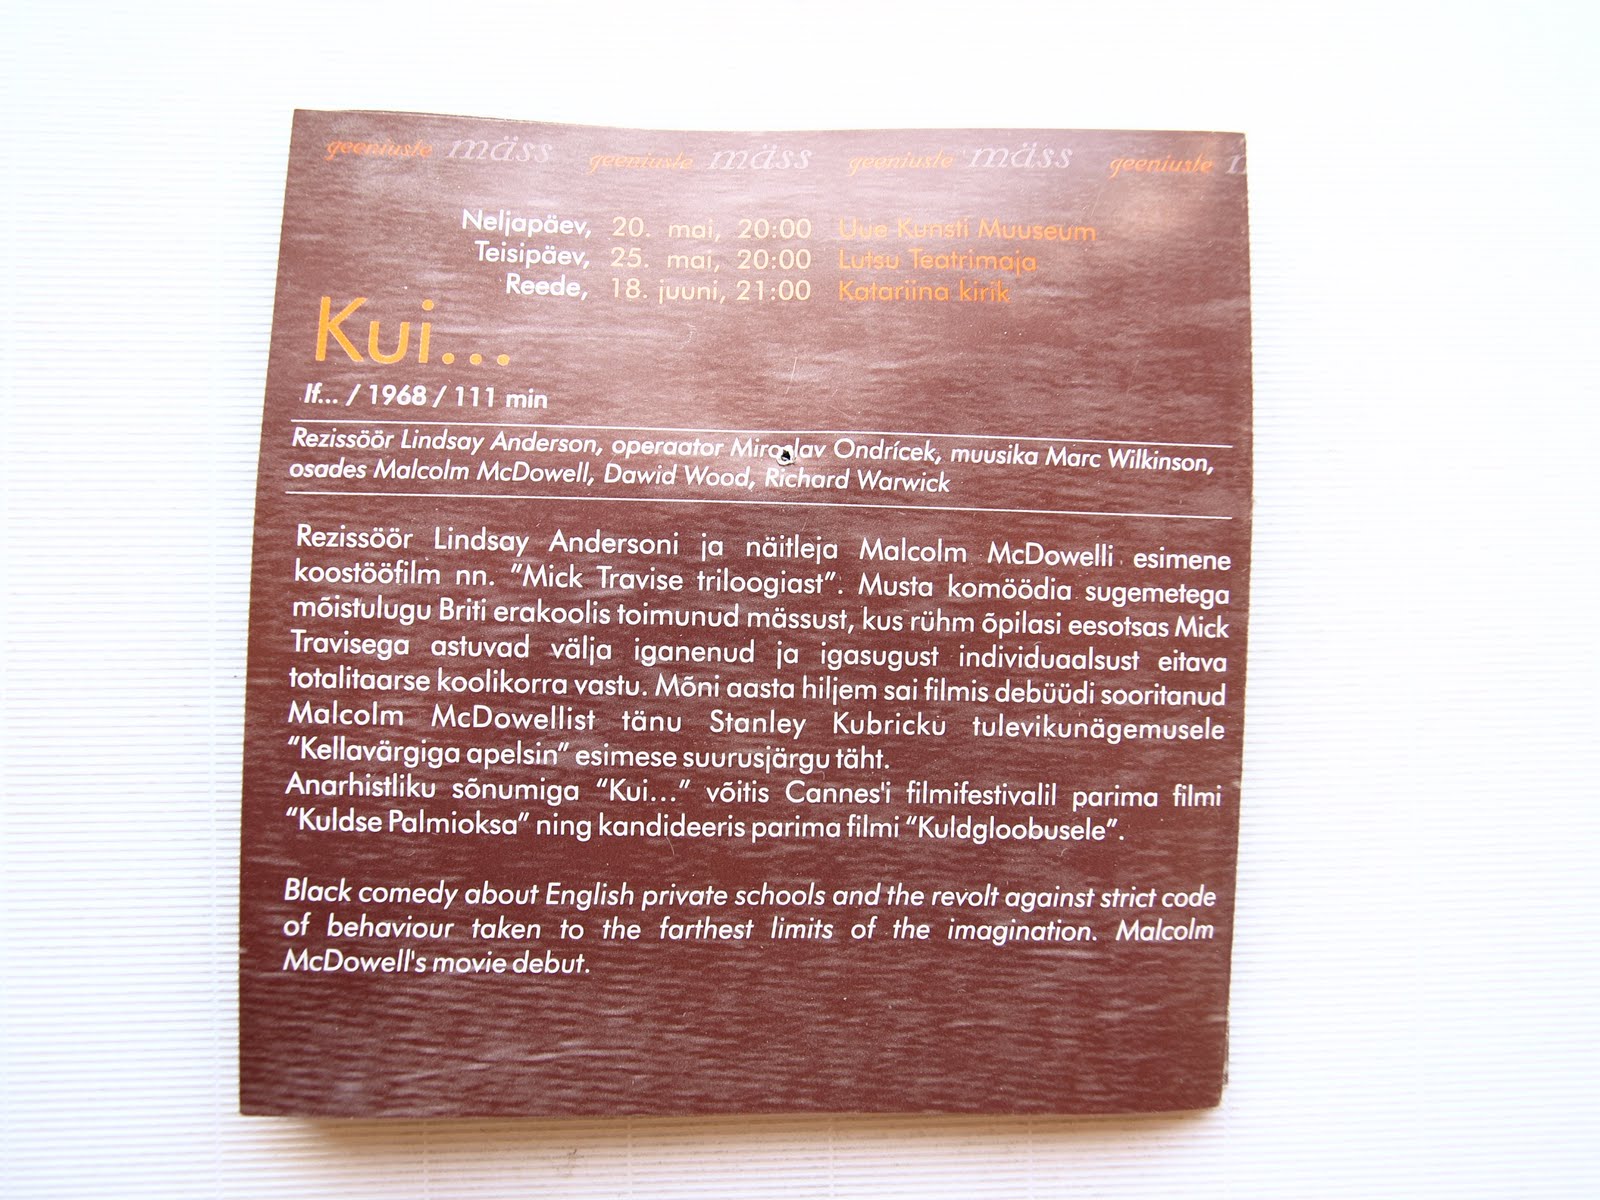 geeniuste mäss geeniuste mäss geeniuste mäss geeniuste
Neljapäev, 20. mai, 20:00 Uue Kunsti Muuseum
Teisipäev, 25. mai, 20:00 Lutsu Teatrimaja
Reede, 18. juuni, 21:00 Katariina kirik
Kui...
If... / 1968 / 111 min
Rezissöör Lindsay Anderson, operaator Miroslav Ondrícek, muusika Marc Wilkinson,
osades Malcolm McDowell, Dawid Wood, Richard Warwick
Rezissöör Lindsay Andersoni ja näitleja Malcolm McDowelli esimene
koostööfilm nn. "Mick Travise triloogiast". Musta komöödia sugemetega
mõistulugu Briti erakoolis toimunud mässust, kus rühm õpilasi eesotsas Mick
Travisega astuvad välja iganenud ja igasugust individuaalsust eitava
totalitaarse koolikorra vastu. Mõni aasta hiljem sai filmis debüüdi sooritanud
Malcolm McDowellist tänu Stanley Kubricku tulevikunägemusele
"Kellavärgiga apelsin" esimese suurusjärgu täht.
Anarhistliku sõnumiga "Kui..." võitis Cannes'i filmifestivalil parima filmi
"Kuldse Palmioksa" ning kandideeris parima filmi "Kuldgloobusele".
Black comedy about English private schools and the revolt against strict code
of behaviour taken to the farthest limits of the imagination. Malcolm
McDowell's movie debut.